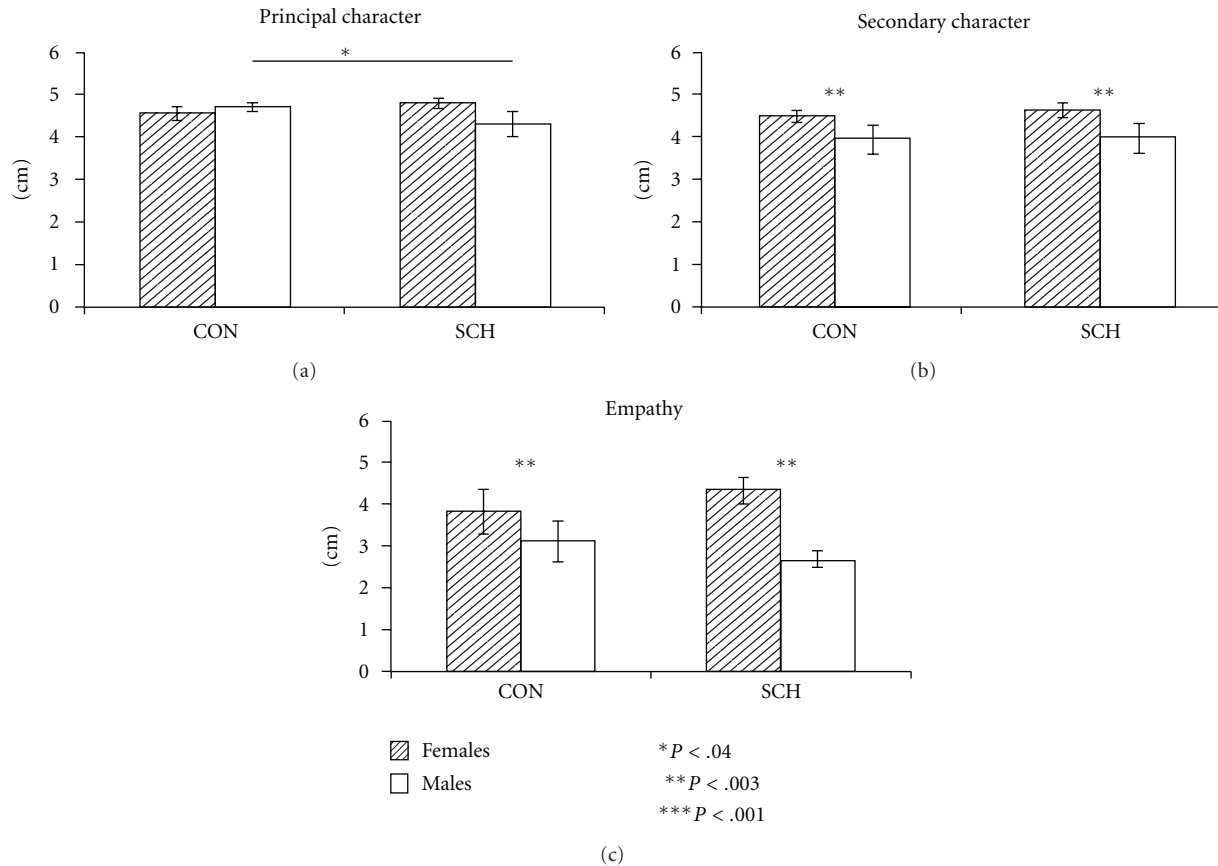 Principal character
6
5
4
3
2
1
0
(cm)
*
CON
SCH
(a)
Secondary character
6
5
4
3
2
1
0
(cm)
**
**
CON
SCH
(b)
Empathy
6
5
4
3
2
1
0
(cm)
**
**
CON
SCH
Females
Males
*P < .04
**P < .003
***P < .001
(c)